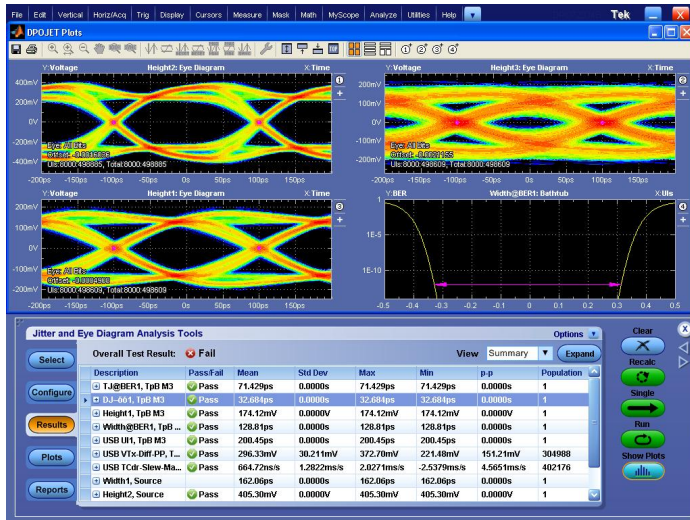 File Edit Vertical Horiz/Acq Trig Display Cursors Measure Mask Math MyScope Analyze Utilities Help Tek
DPOJET Plots
Y:Voltage Height2: Eye Diagram X:Time
400mV
200mV
0V
-200mV
-400mV
Eye: All Bits
Offset: -0.0016036
UIs:8000:498885, Total:8000:498885
-200ps -150ps -100ps -50ps 0s 50ps 100ps 150ps
1
Y:Voltage Height3: Eye Diagram X:Time
200mV
100mV
0V
-100mV
-200mV
Eye: All Bits
UIs:8000:498609, Total:8000:498609
-200ps -150ps -100ps -50ps 0s 50ps 100ps 150ps
2
Y:Voltage Height1: Eye Diagram X:Time
200mV
100mV
0V
-100mV
-200mV
Eye: All Bits
UIs:8000:498609, Total:8000:498609
-200ps -150ps -100ps -50ps 0s 50ps 100ps 150ps
3
Y:BER Width@BER1: Bathtub X:UIs
1
1E-5
1E-10
-0.5 -0.4 -0.3 -0.2 -0.1 0 0.1 0.2 0.3 0.4 0.5
4
Jitter and Eye Diagram Analysis Tools Options
Overall Test Result: Fail View Summary Expand
Select
Configure
Results
Plots
Reports
Description Pass/Fail Mean Std Dev Max Min p-p Population
TJ@BER1, TpB M3 Pass 71.429ps 0.0000s 71.429ps 71.429ps 0.0000s 1
DJ-δδ1, TpB M3 Pass 32.684ps 0.0000s 32.684ps 32.684ps 0.0000s 1
Height1, TpB M3 Pass 174.12mV 0.0000V 174.12mV 174.12mV 0.0000V 1
Width@BER1, TpB ... Pass 128.81ps 0.0000s 128.81ps 128.81ps 0.0000s 1
USB UI1, TpB M3 Pass 200.45ps 0.0000s 200.45ps 200.45ps 0.0000s 1
USB VTx-Diff-PP, T... Pass 296.33mV 30.211mV 372.70mV 221.48mV 151.21mV 304988
USB TCdr-Slew-Ma... Pass 664.72ms/s 1.2822ms/s 2.0271ms/s -2.5379ms/s 4.5651ms/s 402176
Width1, Source Pass 162.06ps 0.0000s 162.06ps 162.06ps 0.0000s 1
Height2, Source Pass 405.30mV 0.0000V 405.30mV 405.30mV 0.0000V 1
Clear
Recalc
Single
Run
Show Plots